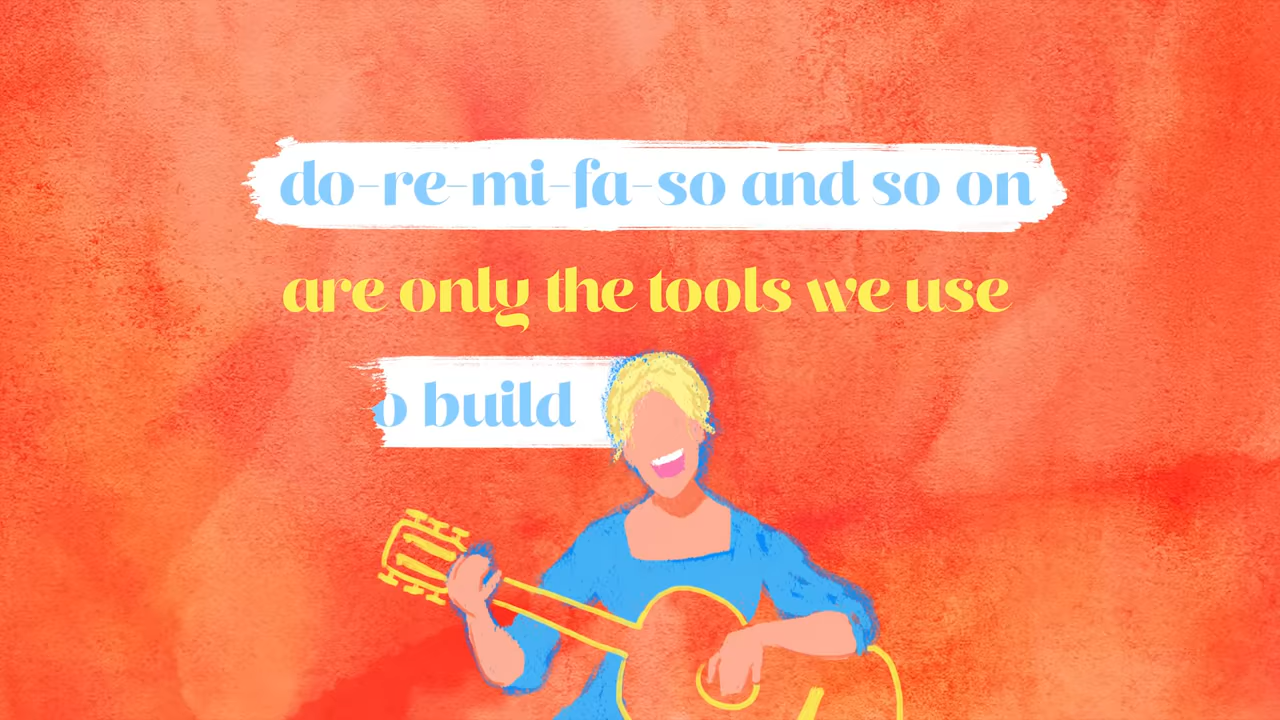 do-re-mi-fa-so and so on
are only the tools we use
o build